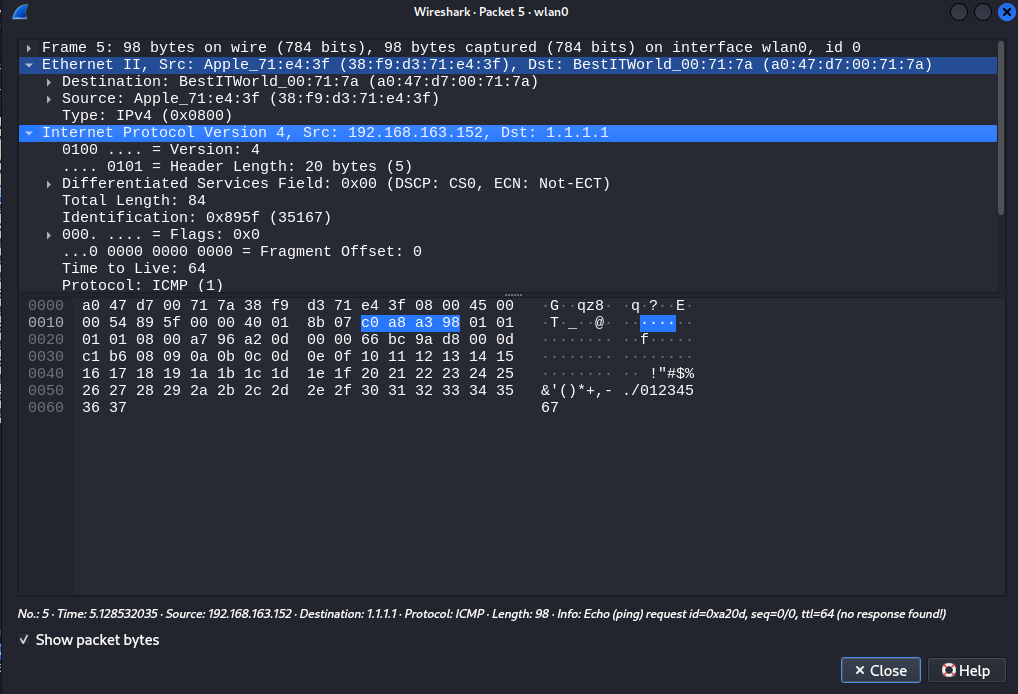 Wireshark · Packet 5 · wlan0
Frame 5: 98 bytes on wire (784 bits), 98 bytes captured (784 bits) on interface wlan0, id 0
Ethernet II, Src: Apple_71:e4:3f (38:f9:d3:71:e4:3f), Dst: BestITWorld_00:71:7a (a0:47:d7:00:71:7a)
Destination: BestITWorld_00:71:7a (a0:47:d7:00:71:7a)
Source: Apple_71:e4:3f (38:f9:d3:71:e4:3f)
Type: IPv4 (0x0800)
Internet Protocol Version 4, Src: 192.168.163.152, Dst: 1.1.1.1
0100 .... = Version: 4
.... 0101 = Header Length: 20 bytes (5)
Differentiated Services Field: 0x00 (DSCP: CS0, ECN: Not-ECT)
Total Length: 84
Identification: 0x895f (35167)
000. .... = Flags: 0x0
...0 0000 0000 0000 = Fragment Offset: 0
Time to Live: 64
Protocol: ICMP (1)
0000 a0 47 d7 00 71 7a 38 f9 d3 71 e4 3f 08 00 45 00 ·G··qz8· ·q·?··E·
0010 00 54 89 5f 00 00 40 01 8b 07 c0 a8 a3 98 01 01 ·T·_··@· ········
0020 01 01 08 00 a7 96 a2 0d 00 00 66 bc 9a d8 00 0d ········ ··f·····
0030 c1 b6 08 09 0a 0b 0c 0d 0e 0f 10 11 12 13 14 15 ········ ········
0040 16 17 18 19 1a 1b 1c 1d 1e 1f 20 21 22 23 24 25 ········ ·· !"#$%
0050 26 27 28 29 2a 2b 2c 2d 2e 2f 30 31 32 33 34 35 &'()*+,- ./012345
0060 36 37 67
No.: 5 · Time: 5.128532035 · Source: 192.168.163.152 · Destination: 1.1.1.1 · Protocol: ICMP · Length: 98 · Info: Echo (ping) request id=0xa20d, seq=0/0, ttl=64 (no response found!)
Show packet bytes
Close
Help